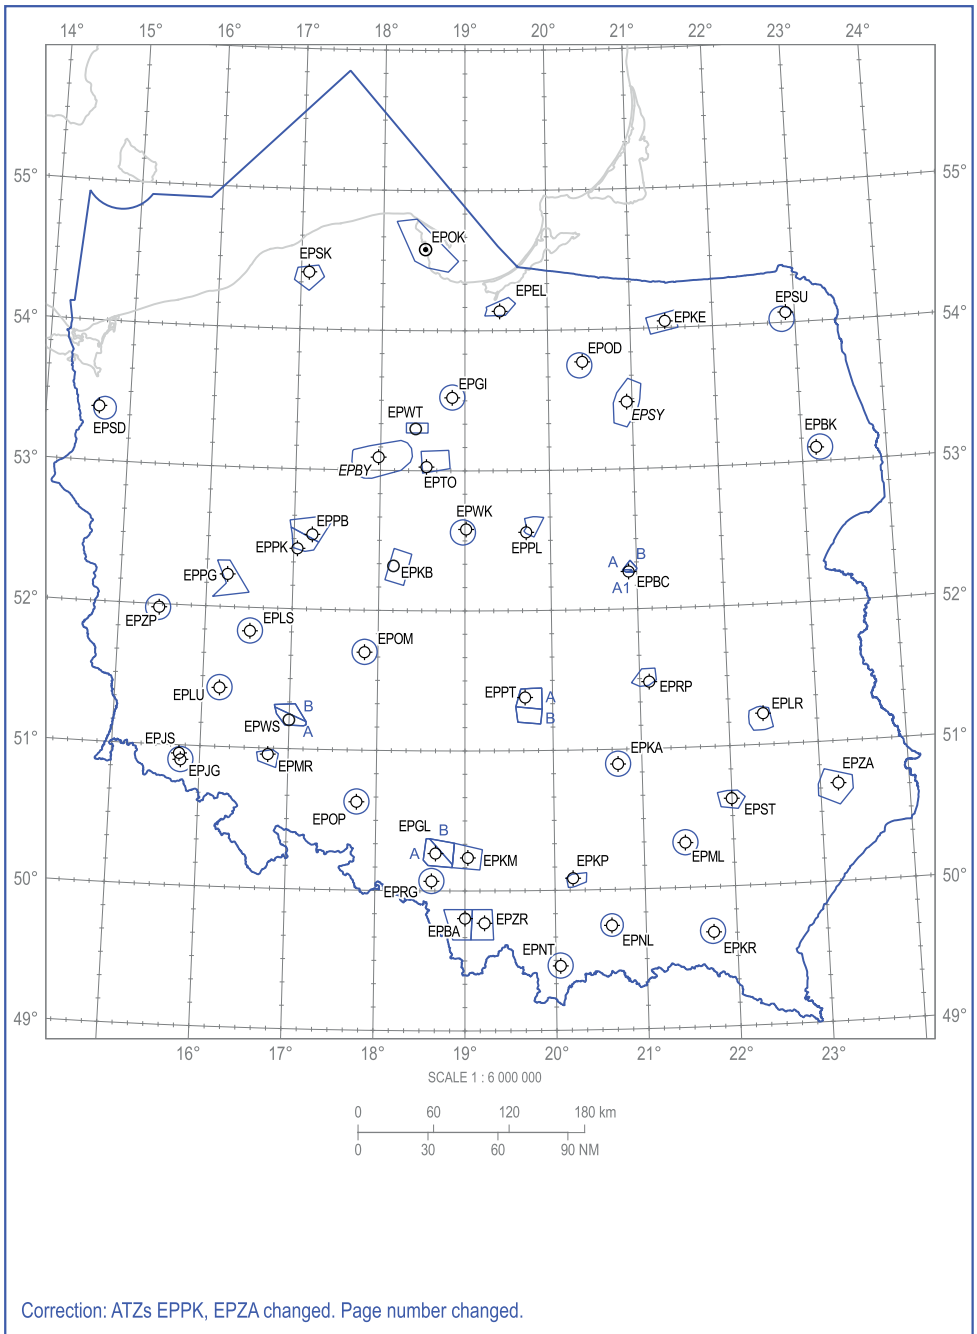 14° 15° 16° 17° 18° 19° 20° 21° 22° 23° 24°
55° 55°
EPOK
EPSK
EPEL
EPSU
54° 54°
EPKE
EPOD
EPGI
EPWT
EPSY
EPSD
EPBK
53° 53°
EPBY
EPTO
EPWK
EPPB
EPPK
EPPL
B
A
EPPG
EPKB
EPBC
A1
52° 52°
EPZP
EPLS
EPOM
EPRP
EPLU
EPPT A
B
EPLR
B
EPWS
A
51° 51°
EPJS
EPJG
EPMR
EPKA
EPZA
EPST
EPOP
EPGL B
A
EPKM
EPML
EPKP
50° 50°
EPRG
EPBA
EPZR
EPNL
EPKR
EPNT
49° 49°
16° 17° 18° 19° 20° 21° 22° 23°
SCALE 1 : 6 000 000
0 60 120 180 km
0 30 60 90 NM
Correction: ATZs EPPK, EPZA changed. Page number changed.